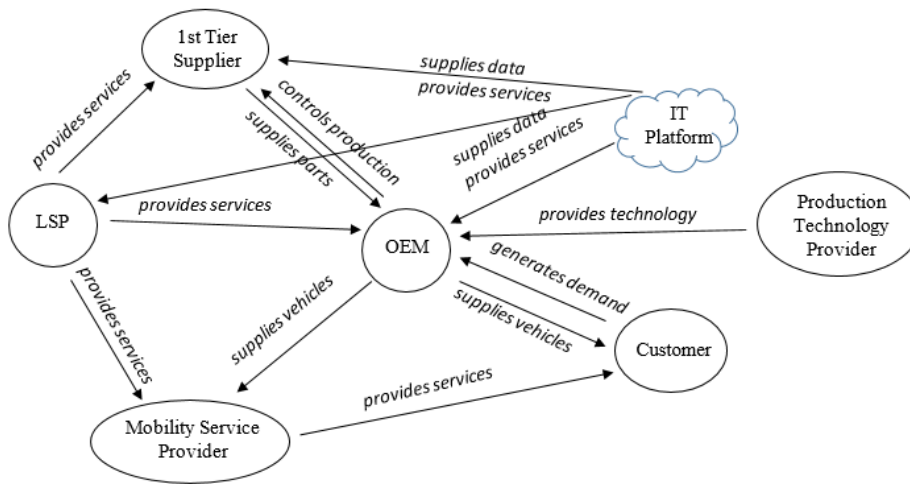 1st Tier
Supplier
supplies data
provides services
IT
Platform
provides services
controls production
supplies parts
supplies data
provides services
LSP
provides services
OEM
provides technology
Production
Technology
Provider
generates demand
supplies vehicles
provides services
supplies vehicles
Customer
provides services
Mobility Service
Provider